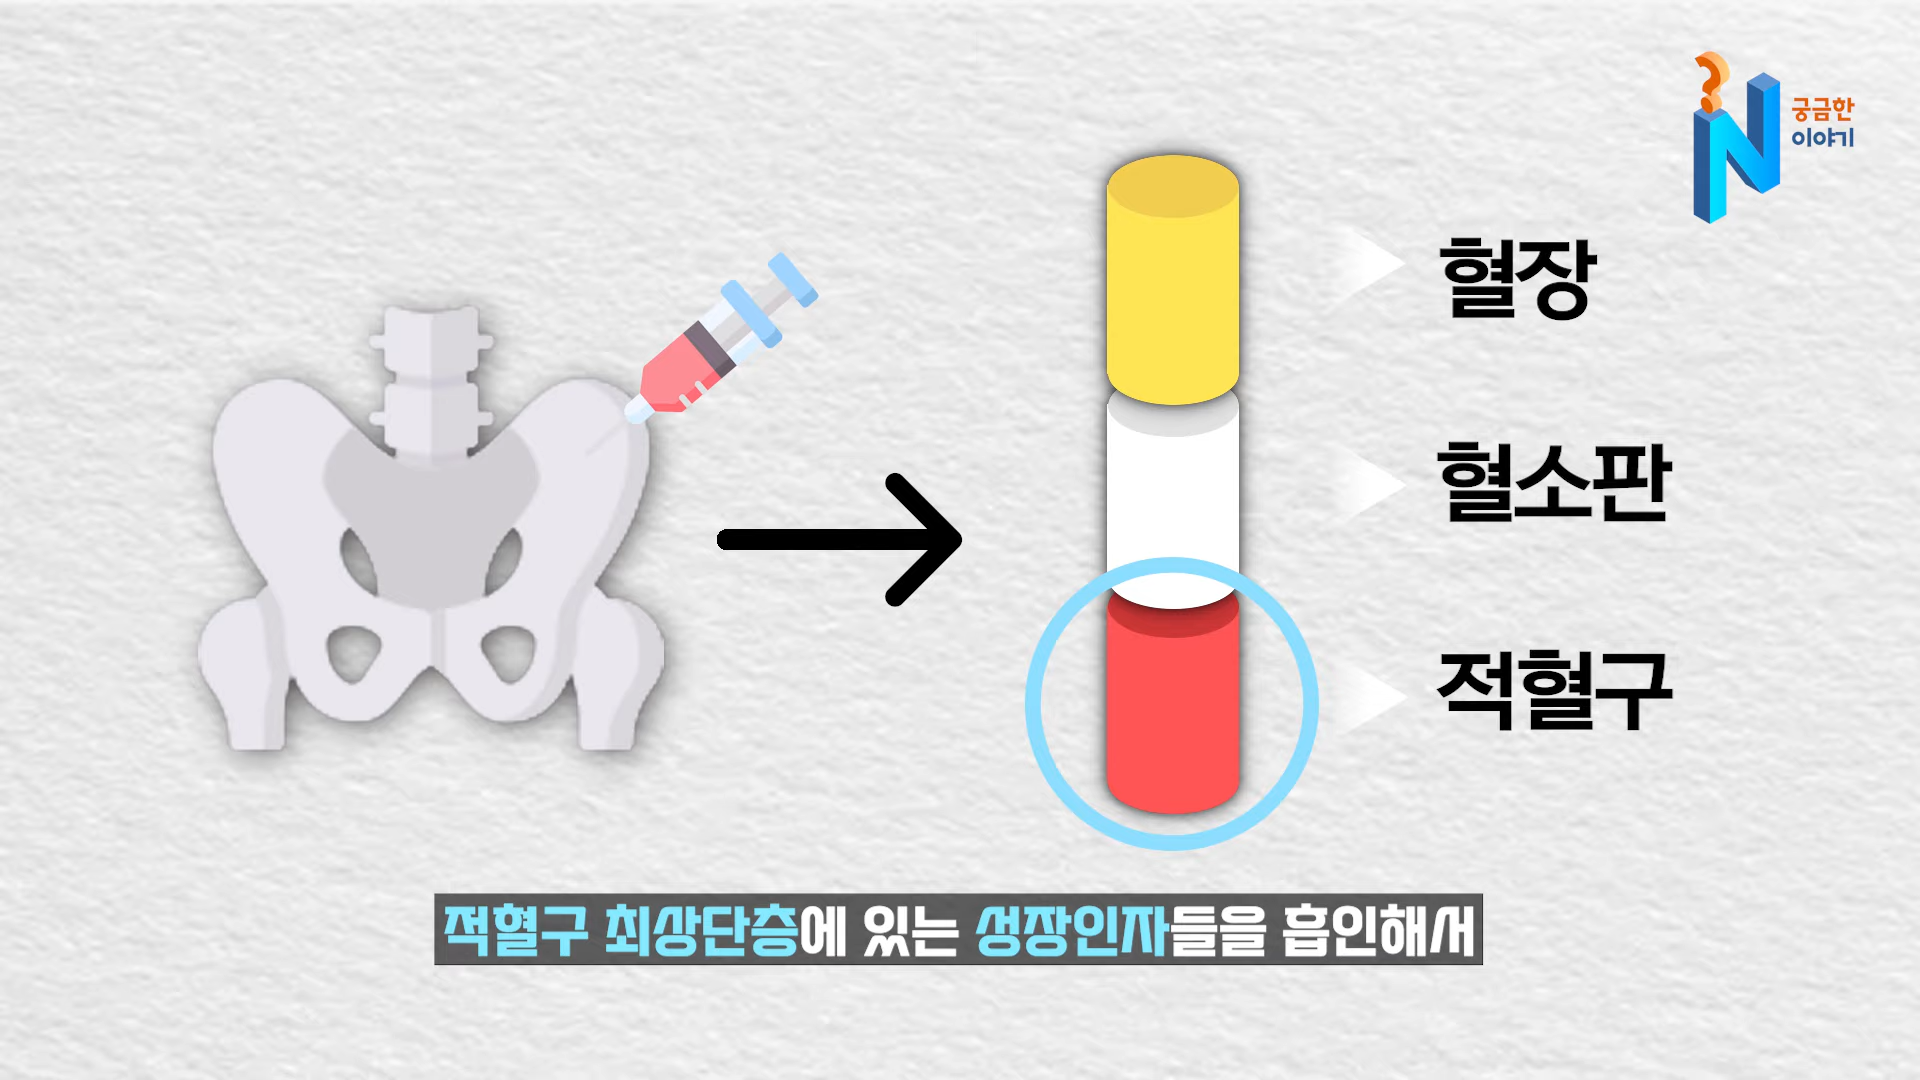 궁금한
이야기
혈장
혈소판
적혈구
적혈구 최상단층에 있는 성장인자들을 흡인해서